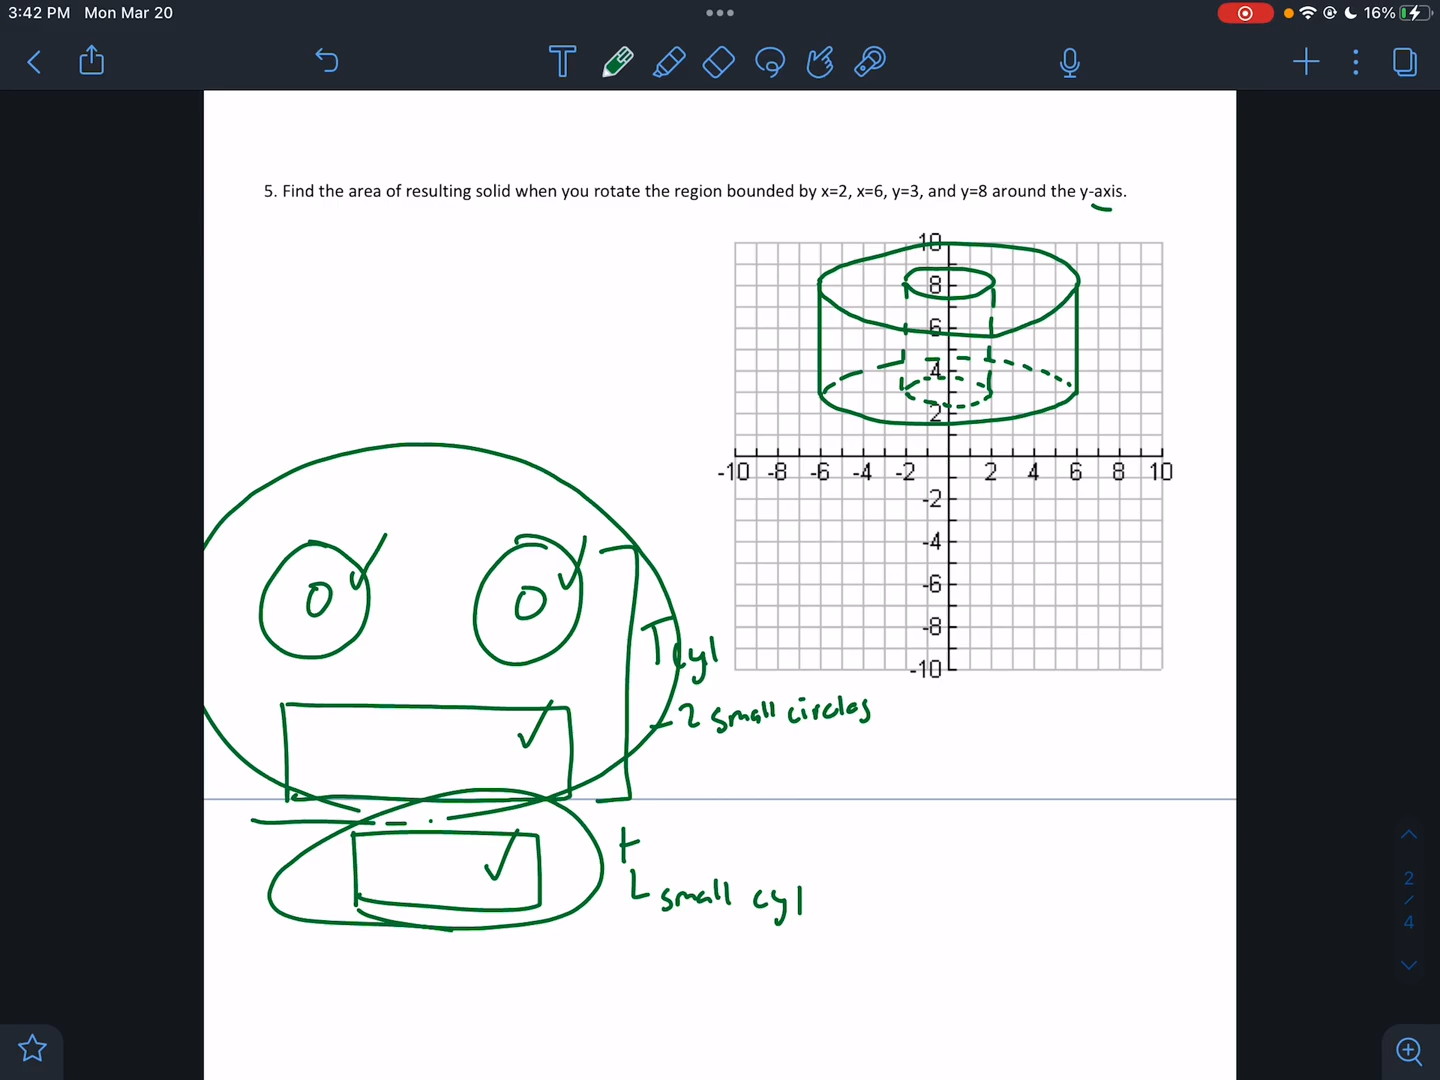 3:42 PM Mon Mar 20
16%
T
5. Find the area of resulting solid when you rotate the region bounded by x=2, x=6, y=3, and y=8 around the y-axis.
10
8
6
4
2
-10 -8 -6 -4 -2 2 4 6 8 10
-2
-4
-6
-8
-10
T cyl
- 2 small circles
+
L small cyl
2
/
4